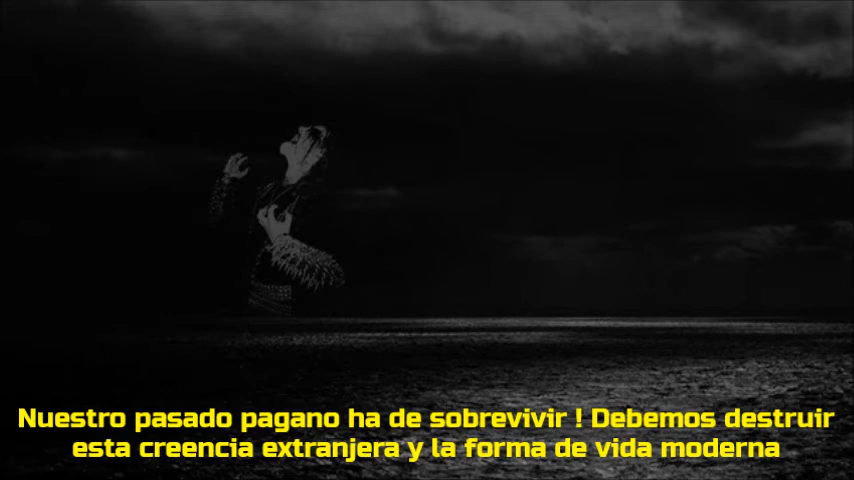 Nuestro pasado pagano ha de sobrevivir ! Debemos destruir
esta creencia extranjera y la forma de vida moderna